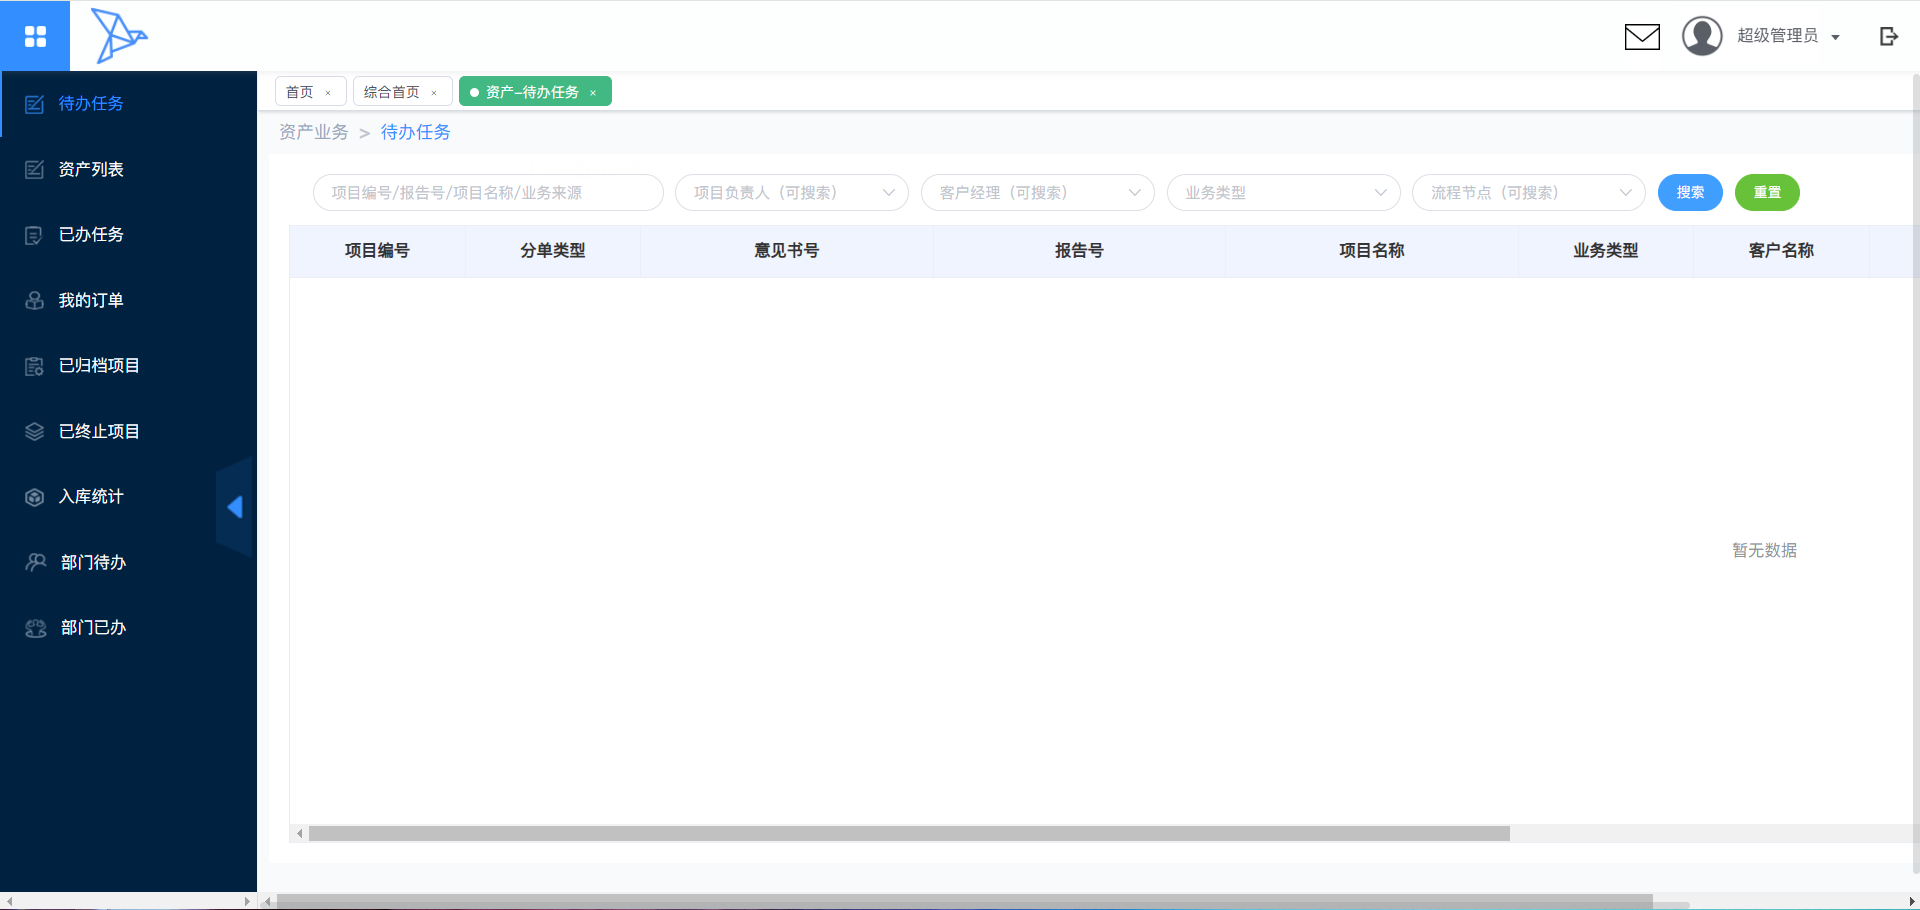 超级管理员
首页 ×
综合首页 ×
资产-待办任务 ×
资产业务 > 待办任务
待办任务
资产列表
已办任务
我的订单
已归档项目
已终止项目
入库统计
部门待办
部门已办
项目编号/报告号/项目名称/业务来源
项目负责人（可搜索）
客户经理（可搜索）
业务类型
流程节点（可搜索）
搜索
重置
项目编号 分单类型 意见书号 报告号 项目名称 业务类型 客户名称
暂无数据